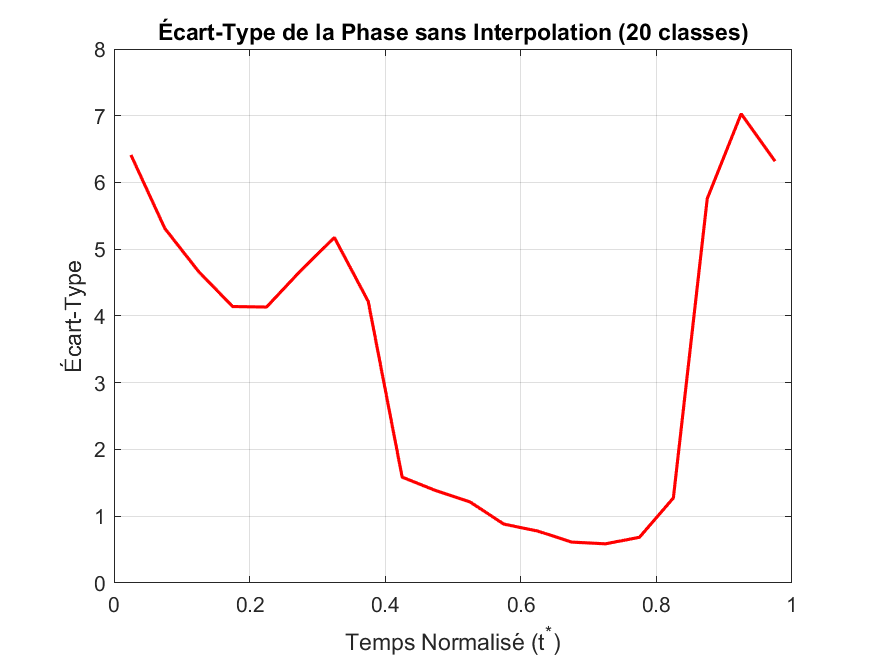 Écart-Type de la Phase sans Interpolation (20 classes)
8
7
6
5
4
3
2
1
0
Écart-Type
0 0.2 0.4 0.6 0.8 1
Temps Normalisé (t*)